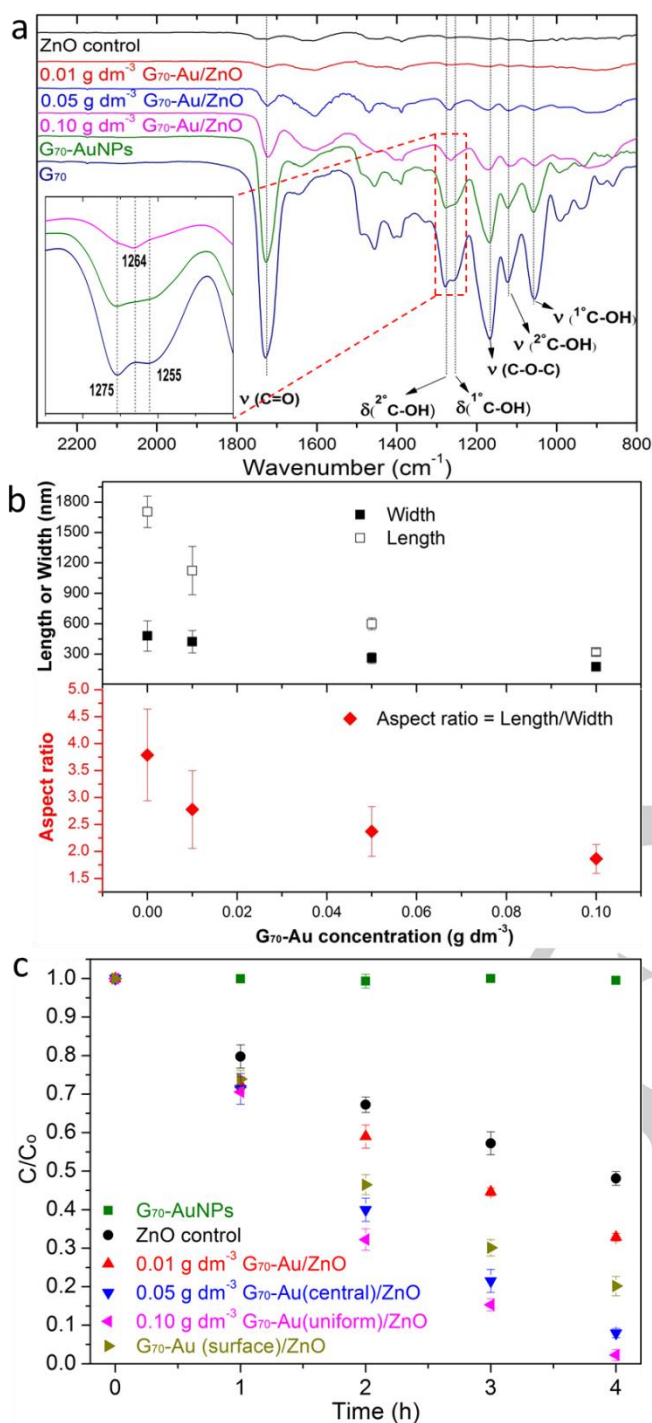 a
ZnO control
0.01 g dm⁻³ G₇₀-Au/ZnO
0.05 g dm⁻³ G₇₀-Au/ZnO
0.10 g dm⁻³ G₇₀-Au/ZnO
G₇₀-AuNPs
G₇₀
1264
1275
1255
ν (C=O)
δ(²°C-OH)
δ(¹°C-OH)
ν (C-O-C)
ν (²°C-OH)
ν (¹°C-OH)
2200 2000 1800 1600 1400 1200 1000 800
Wavenumber (cm⁻¹)
b
Length or Width (nm)
1800
1500
1200
900
600
300
Width
Length
Aspect ratio
5.0
4.5
4.0
3.5
3.0
2.5
2.0
1.5
Aspect ratio = Length/Width
0.00 0.02 0.04 0.06 0.08 0.10
G₇₀-Au concentration (g dm⁻³)
c
C/C₀
1.0
0.9
0.8
0.7
0.6
0.5
0.4
0.3
0.2
0.1
0.0
G₇₀-AuNPs
ZnO control
0.01 g dm⁻³ G₇₀-Au/ZnO
0.05 g dm⁻³ G₇₀-Au(central)/ZnO
0.10 g dm⁻³ G₇₀-Au(uniform)/ZnO
G₇₀-Au (surface)/ZnO
0 1 2 3 4
Time (h)